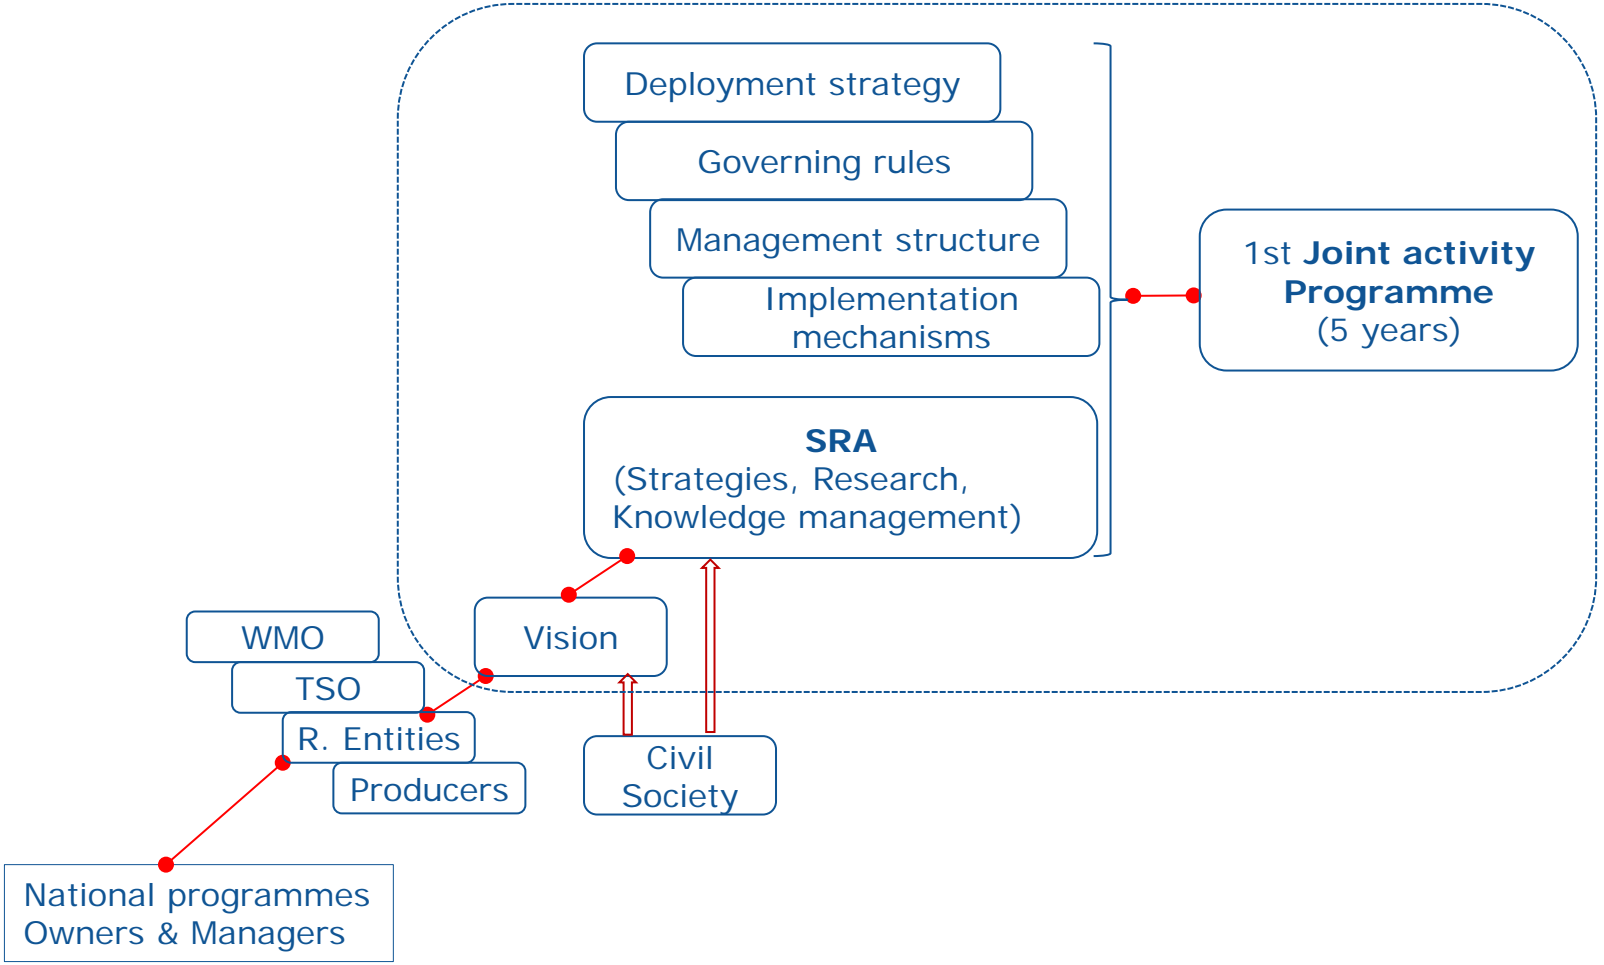 Deployment strategy
Governing rules
Management structure
Implementation
mechanisms
1st Joint activity
Programme
(5 years)
SRA
(Strategies, Research,
Knowledge management)
Vision
WMO
TSO
R. Entities
Producers
Civil
Society
National programmes
Owners & Managers